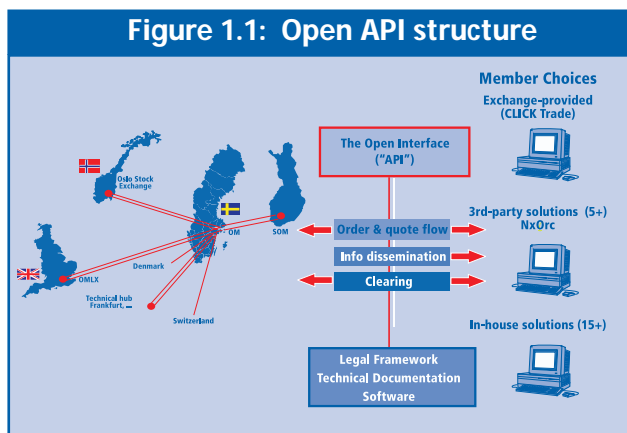 Figure 1.1: Open API structure
Member Choices
Exchange-provided
(CLICK Trade)
The Open Interface
("API")
Oslo Stock
Exchange
3rd-party solutions (5+)
NxOrc
OM
SOM
Order & quote flow
Info dissemination
Clearing
Denmark
OMLX
Technical hub
Frankfurt, ...
Switzerland
In-house solutions (15+)
Legal Framework
Technical Documentation
Software